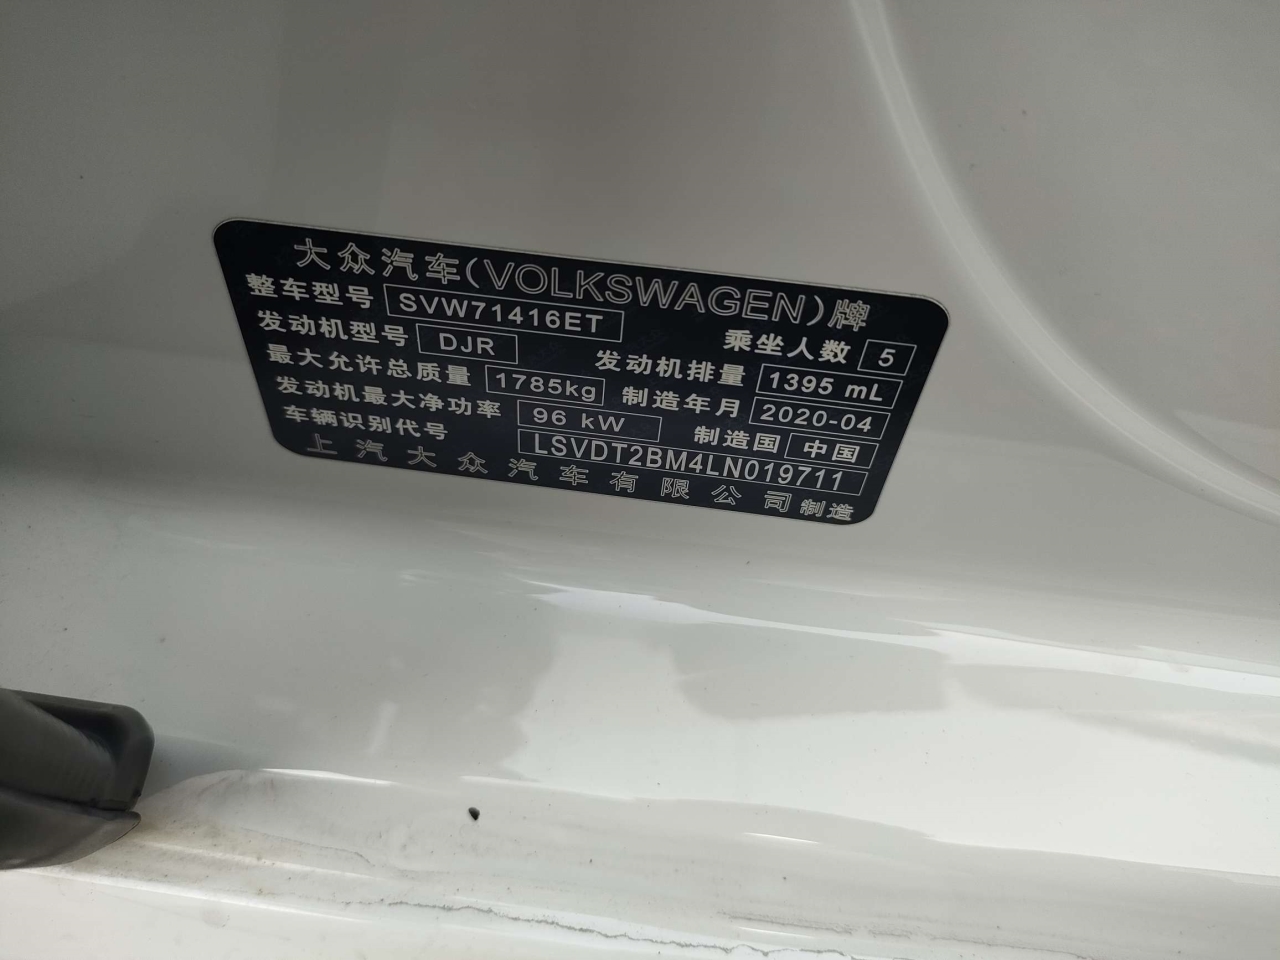 大众汽车(VOLKSWAGEN)牌
整车型号 SVW71416ET 乘坐人数 5
发动机型号 DJR 发动机排量 1395 mL
最大允许总质量 1785kg 制造年月 2020-04
发动机最大净功率 96 kW 制造国 中国
车辆识别代号 LSVDT2BM4LN019711
上汽大众汽车有限公司制造